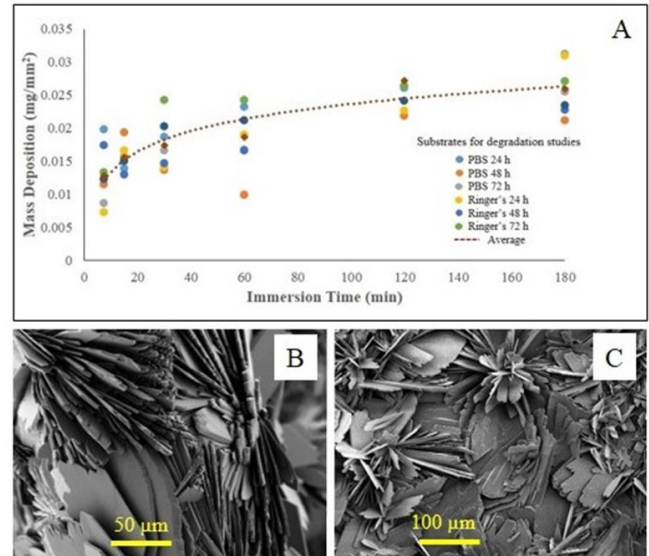 A
0.035
0.03
0.025
0.02
0.015
0.01
0.005
0
Mass Deposition (mg/mm²)
0 20 40 60 80 100 120 140 160 180
Immersion Time (min)
Substrates for degradation studies
PBS 24 h
PBS 48 h
PBS 72 h
Ringer's 24 h
Ringer's 48 h
Ringer's 72 h
Average
B
50 μm
C
100 μm